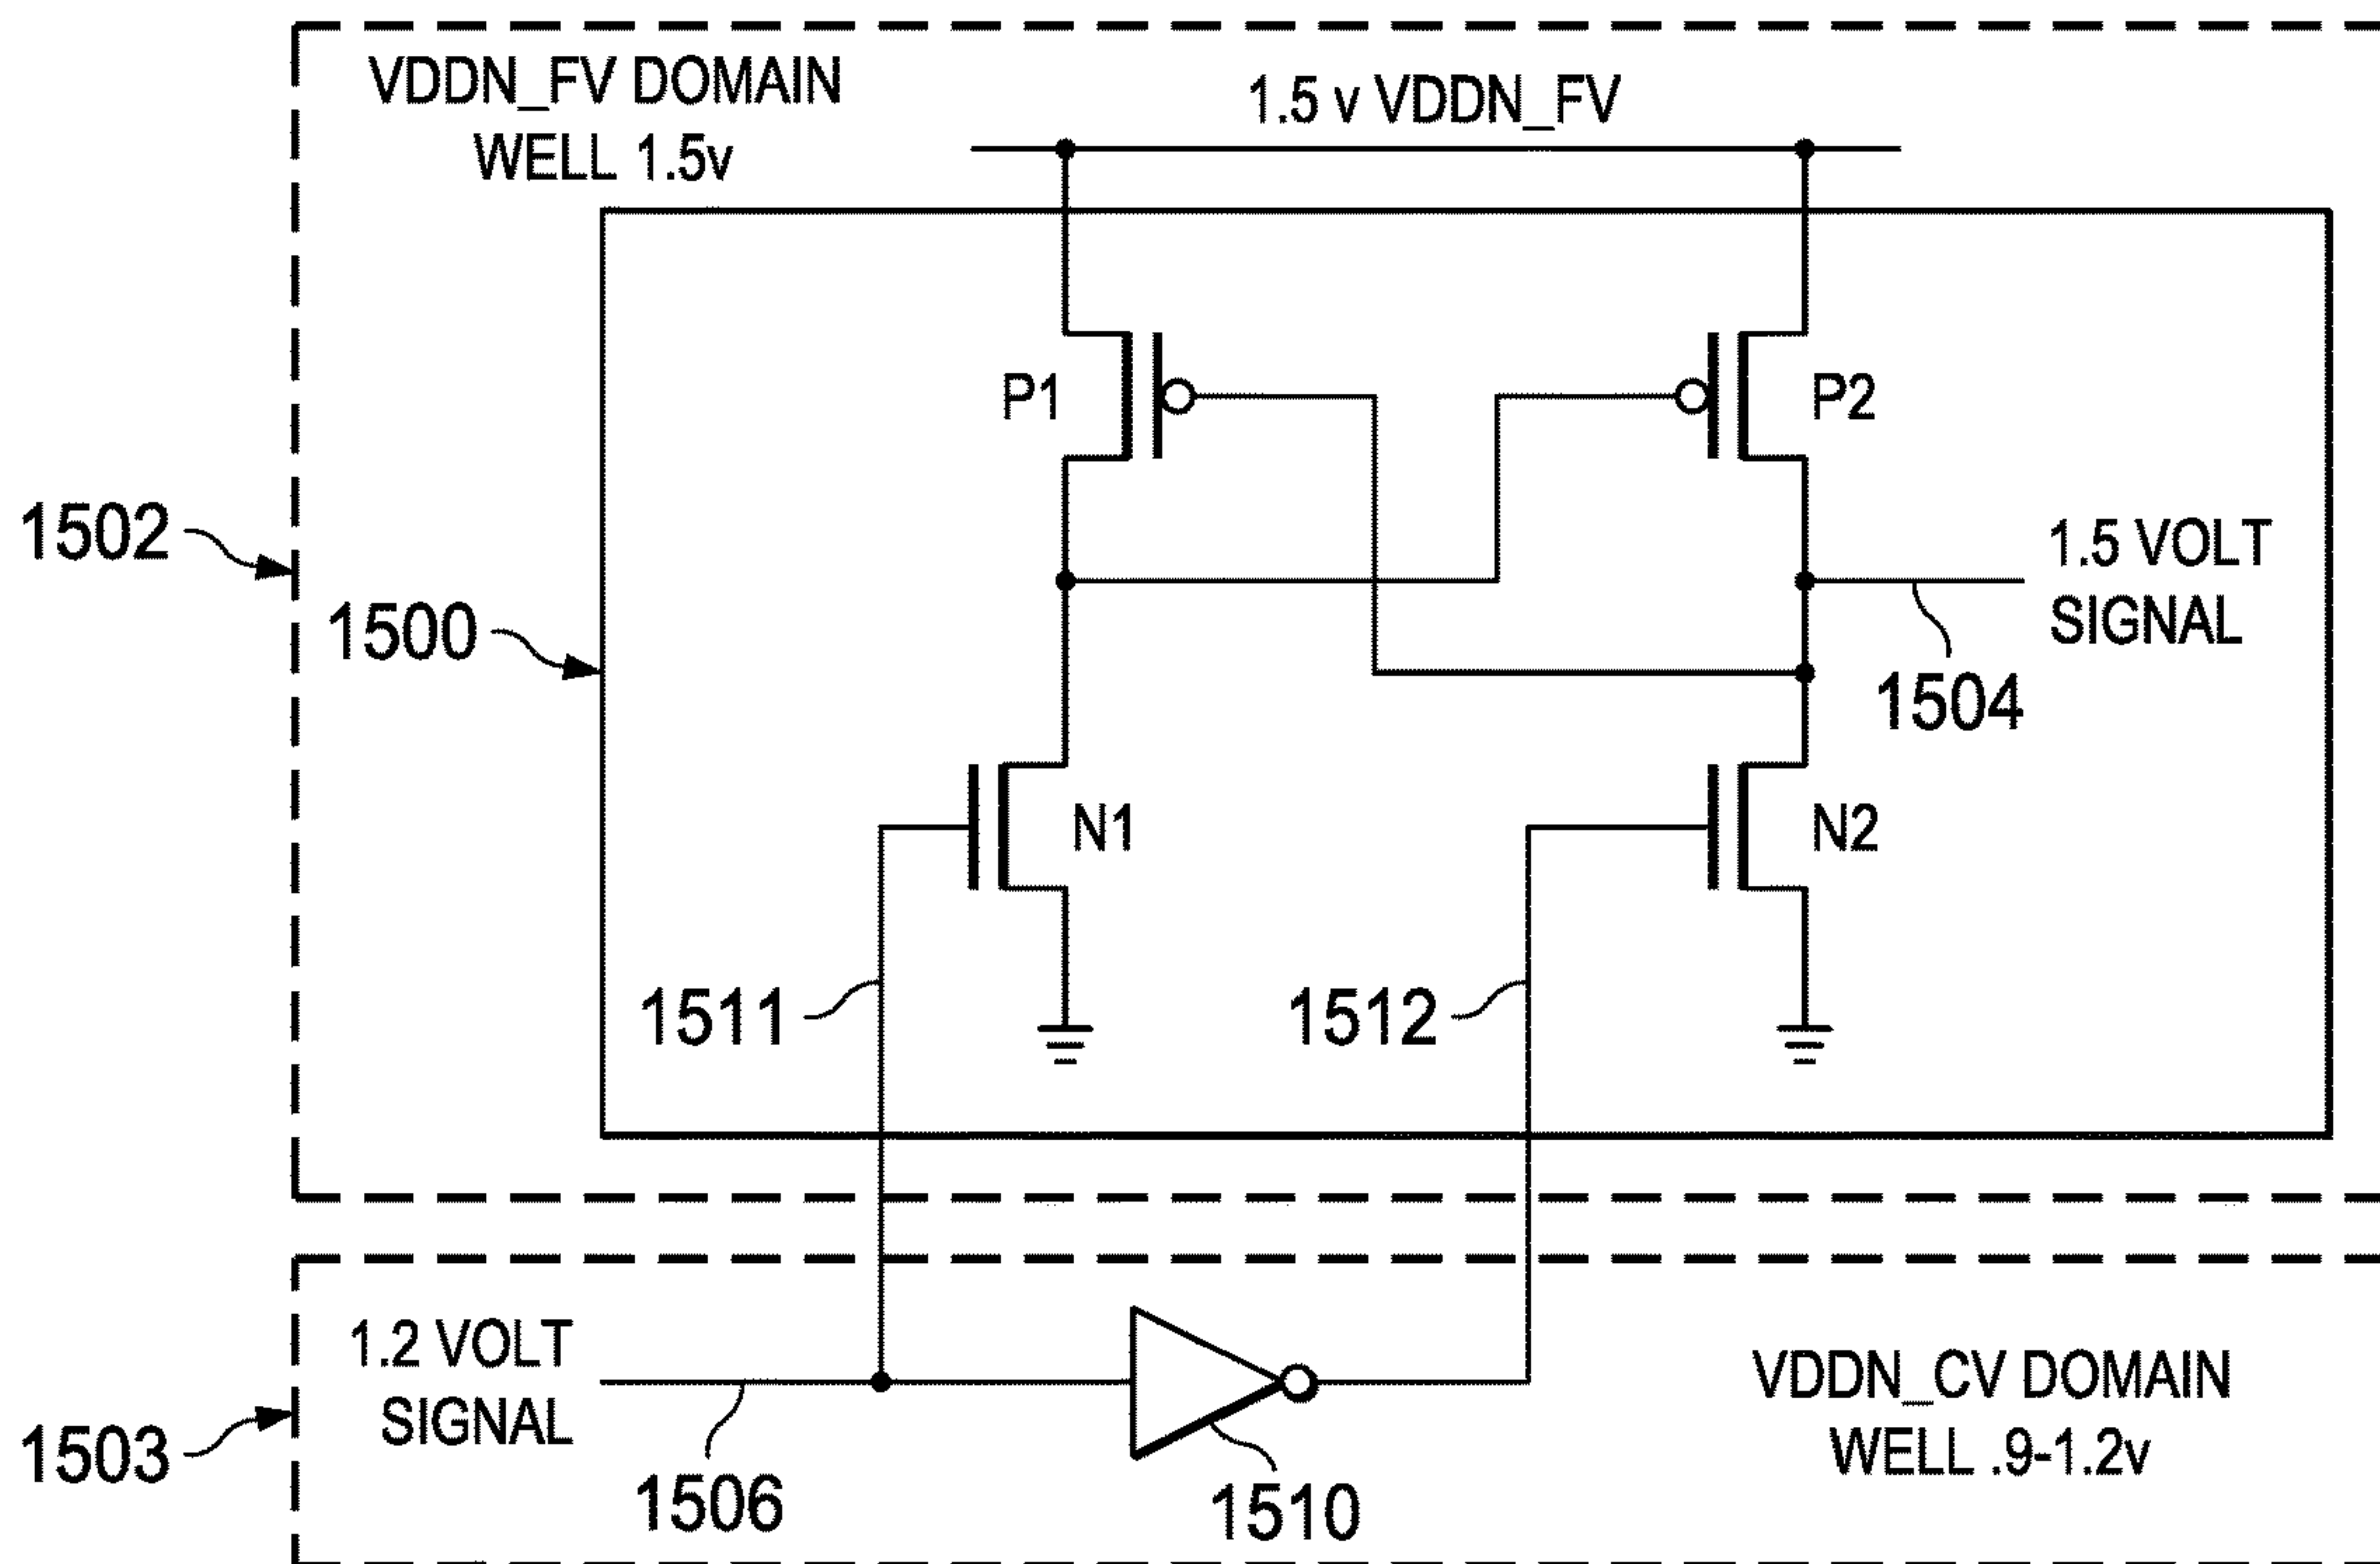 VDDN_FV DOMAIN
WELL 1.5v
1.5 v VDDN_FV
P1
P2
1502
1500
1.5 VOLT
SIGNAL
1504
N1
N2
1511
1512
1.2 VOLT
SIGNAL
1503
1506
1510
VDDN_CV DOMAIN
WELL .9-1.2v